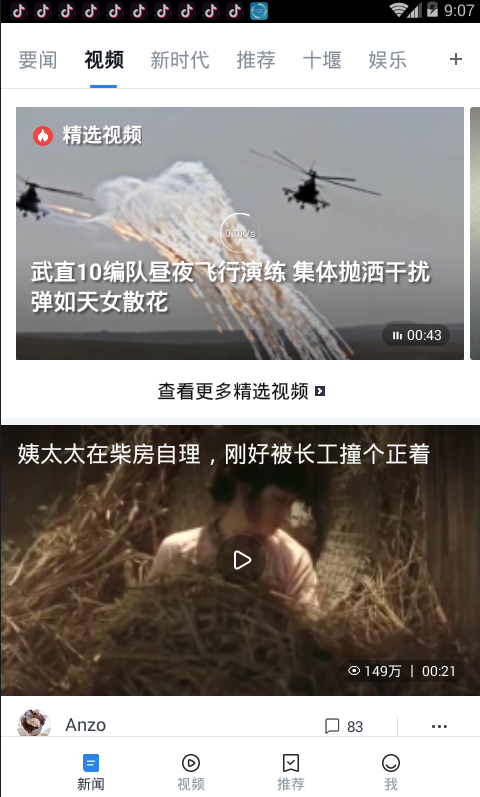 9:07
要闻 视频 新时代 推荐 十堰 娱乐 +
精选视频
0.0K/s
武直10编队昼夜飞行演练 集体抛洒干扰
弹如天女散花
00:43
查看更多精选视频
姨太太在柴房自理，刚好被长工撞个正着
149万 | 00:21
Anzo 83
新闻 视频 推荐 我